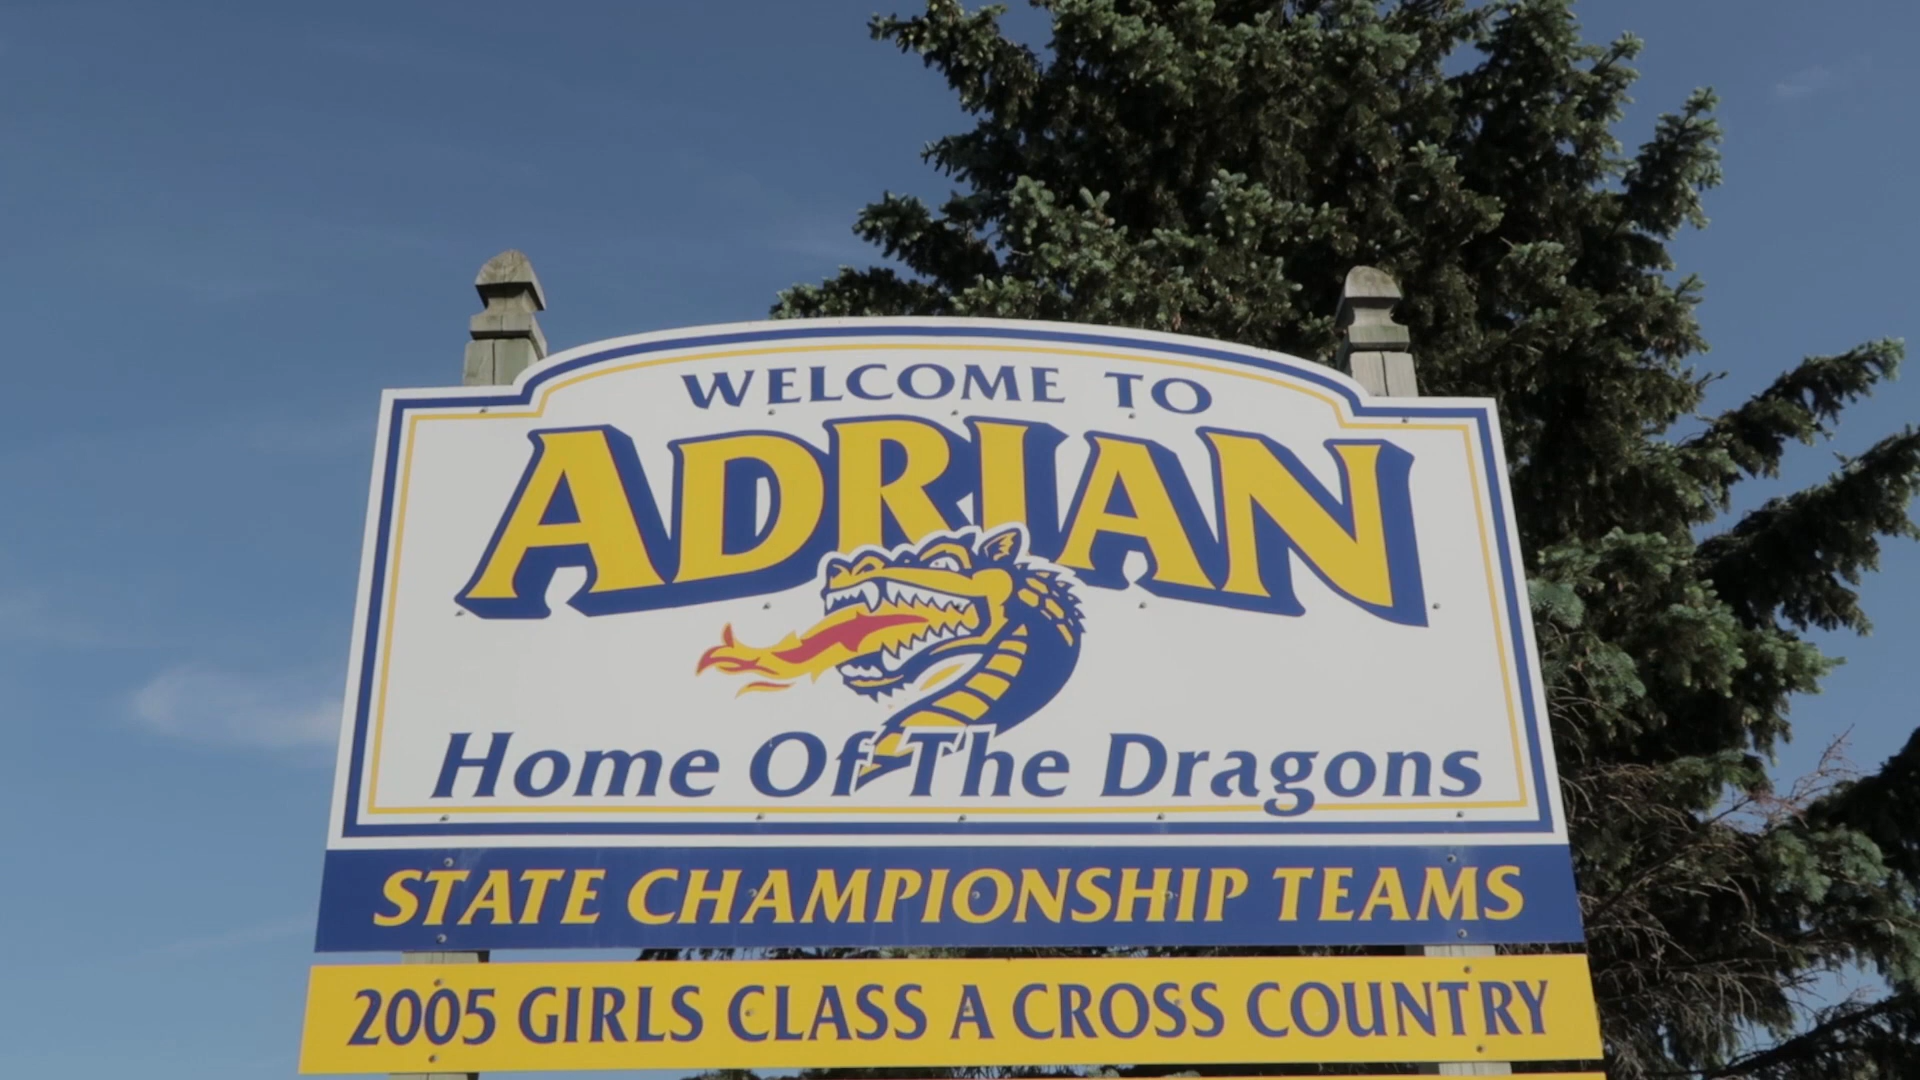 WELCOME TO
ADRIAN
Home Of The Dragons
STATE CHAMPIONSHIP TEAMS
2005 GIRLS CLASS A CROSS COUNTRY